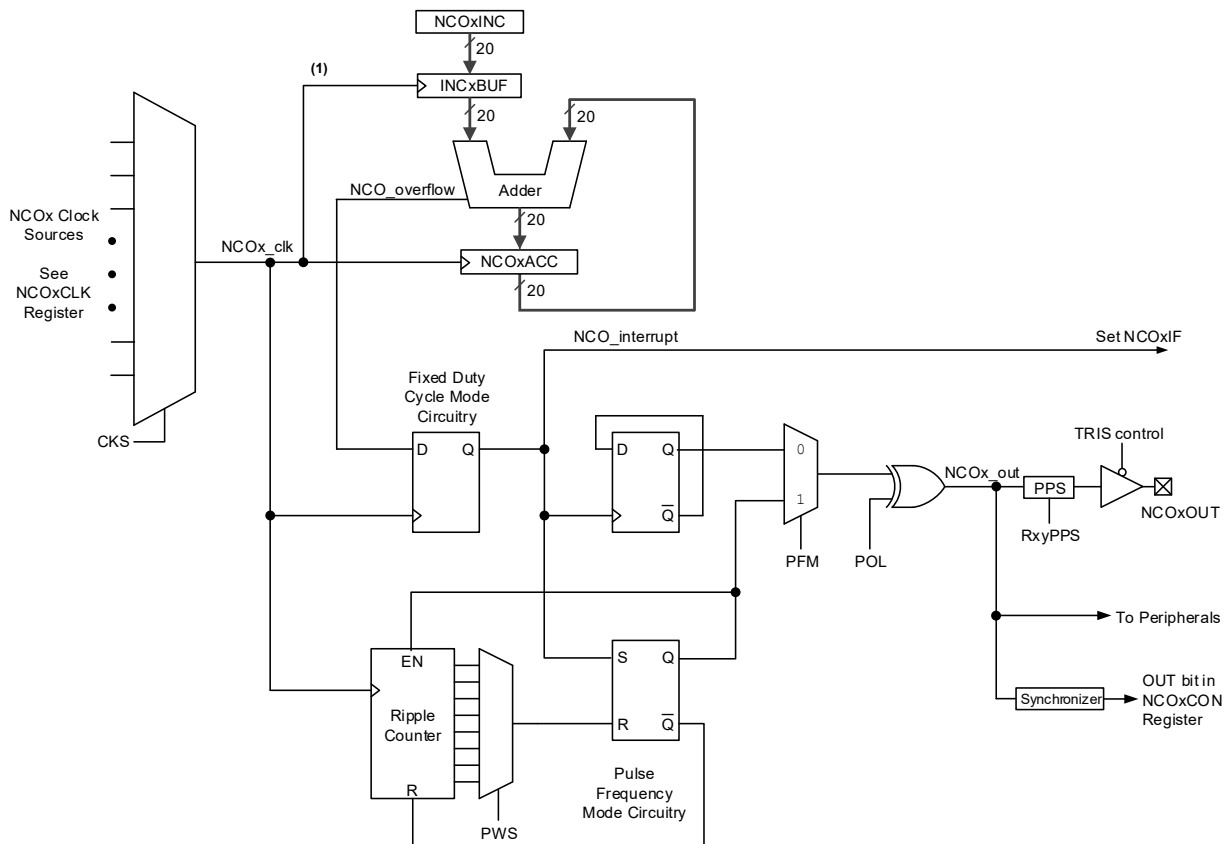 NCOxINC
20
(1)
INCxBUF
20
20
Adder
NCO_overflow
20
NCOx Clock
Sources
See
NCOxCLK
Register
NCOx_clk
NCOxACC
20
CKS
NCO_interrupt
Set NCOxIF
Fixed Duty
Cycle Mode
Circuitry
D
Q
D
Q
Q
0
1
PFM
POL
NCOx_out
TRIS control
PPS
RxyPPS
NCOxOUT
To Peripherals
EN
Ripple
Counter
R
PWS
S
Q
R
Q
Pulse
Frequency
Mode Circuitry
Synchronizer
OUT bit in
NCOxCON
Register